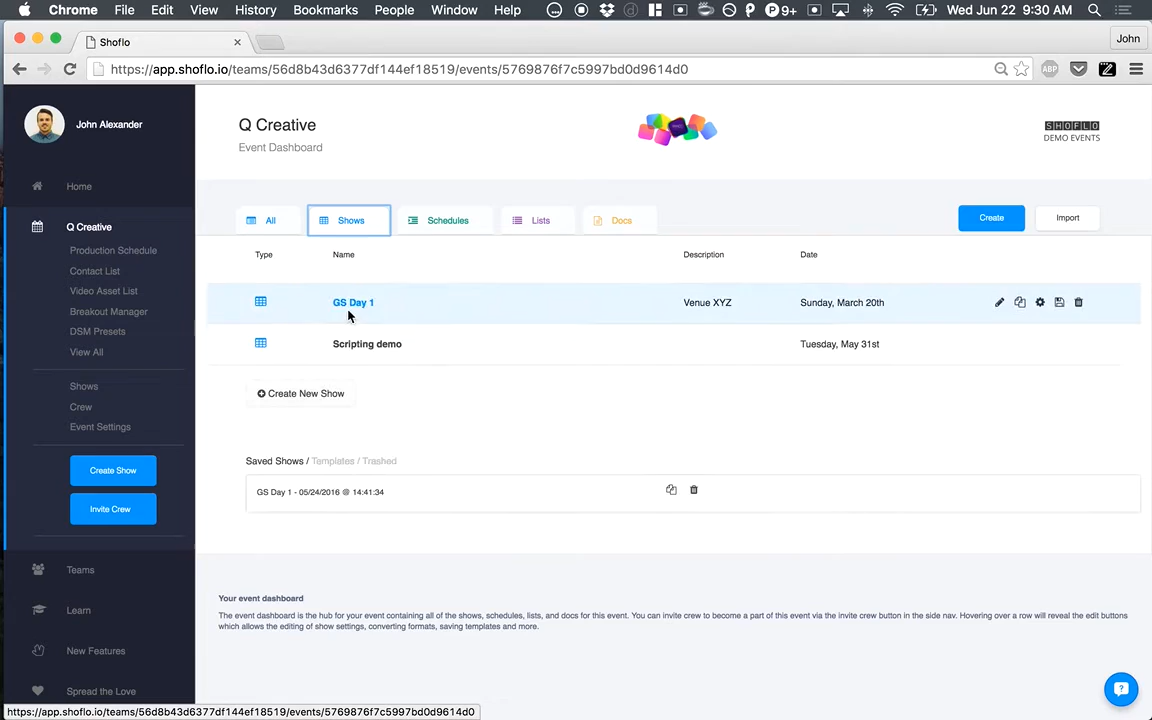 Chrome File Edit View History Bookmarks People Window Help 9+ Wed Jun 22 9:30 AM
Shoflo John
https://app.shoflo.io/teams/56d8b43d6377df144ef18519/events/5769876f7c5997bd0d9614d0 ABP
John Alexander
Home
Q Creative
Production Schedule
Contact List
Video Asset List
Breakout Manager
DSM Presets
View All
Shows
Crew
Event Settings
Create Show
Invite Crew
Teams
Learn
New Features
Spread the Love
Q Creative
Event Dashboard
SHOFLO
DEMO EVENTS
All Shows Schedules Lists Docs Create Import
Type Name Description Date
GS Day 1 Venue XYZ Sunday, March 20th
Scripting demo Tuesday, May 31st
Create New Show
Saved Shows / Templates / Trashed
GS Day 1 - 05/24/2016 @ 14:41:34
Your event dashboard
The event dashboard is the hub for your event containing all of the shows, schedules, lists, and docs for this event. You can invite crew to become a part of this event via the invite crew button in the side nav. Hovering over a row will reveal the edit buttons
which allows the editing of show settings, converting formats, saving templates and more.
https://app.shoflo.io/teams/56d8b43d6377df144ef18519/events/5769876f7c5997bd0d9614d0